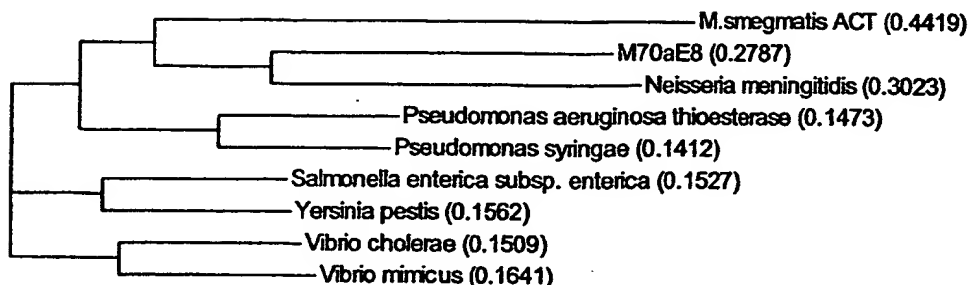 M.smegmatis ACT (0.4419)
M70aE8 (0.2787)
Neisseria meningitidis (0.3023)
Pseudomonas aeruginosa thioesterase (0.1473)
Pseudomonas syringae (0.1412)
Salmonella enterica subsp. enterica (0.1527)
Yersinia pestis (0.1562)
Vibrio cholerae (0.1509)
Vibrio mimicus (0.1641)